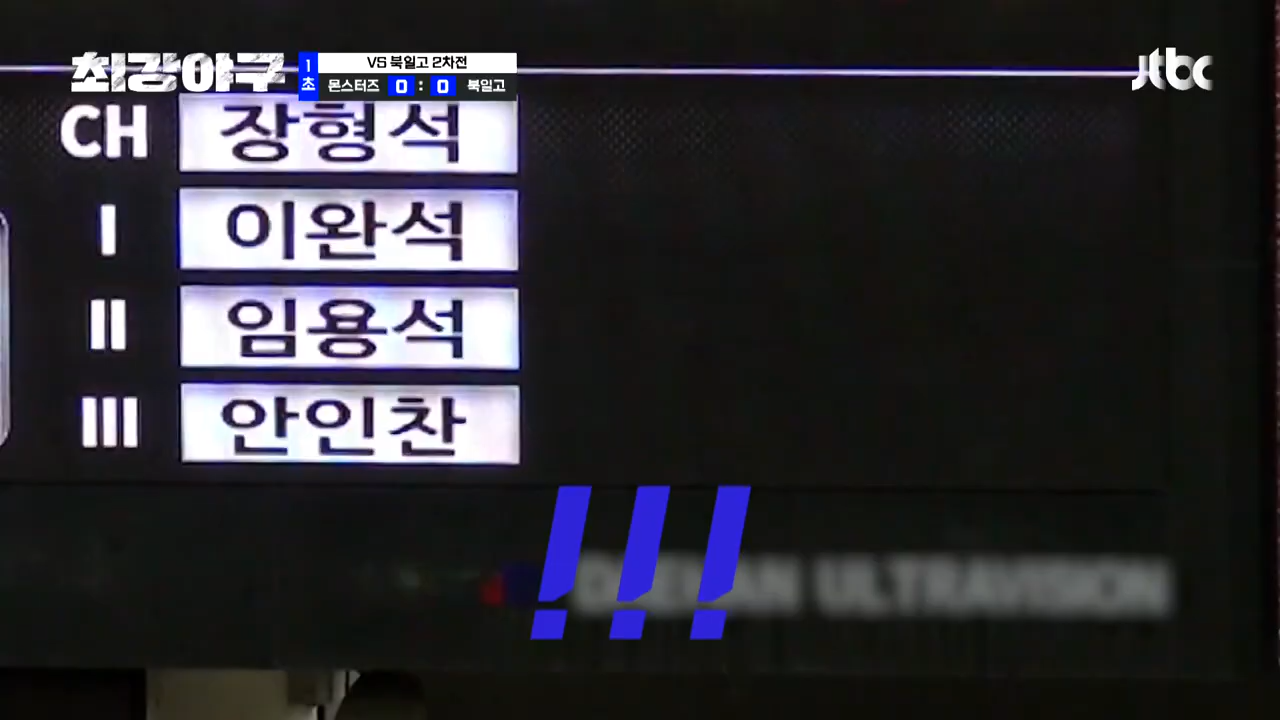 최강야구
1초
VS 북일고 2차전
몬스터즈 0 : 0 북일고
jtbc
CH 장형석
I 이완석
II 임용석
III 안인찬
!!!
ULTRAVISION